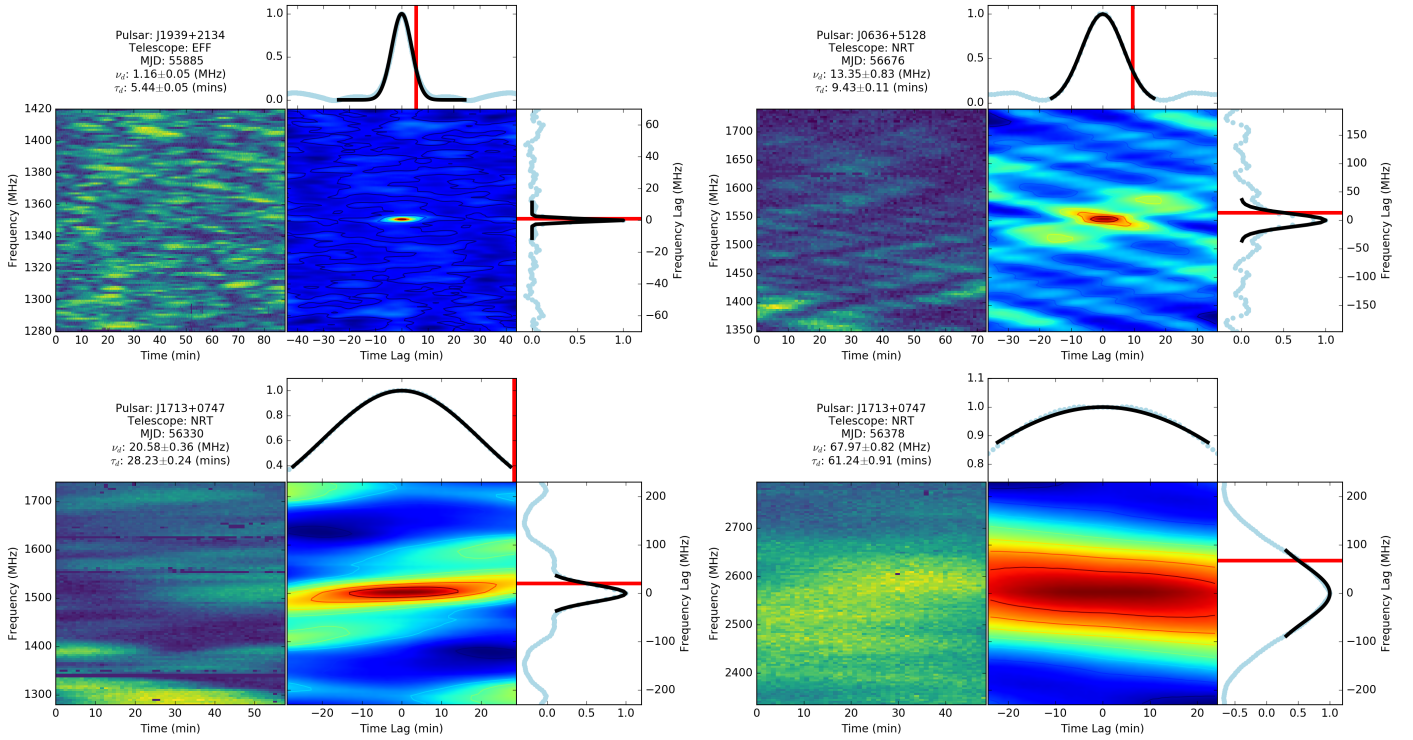 Pulsar: J1939+2134
Telescope: EFF
MJD: 55885
ν_d: 1.16±0.05 (MHz)
τ_d: 5.44±0.05 (mins)
1.0
0.5
0.0
1420
1400
1380
1360
1340
1320
1300
1280
Frequency (MHz)
0 10 20 30 40 50 60 70 80
Time (min)
−40 −30 −20 −10 0 10 20 30 40
Time Lag (min)
0.0 0.5 1.0
60
40
20
0
−20
−40
−60
Frequency Lag (MHz)
Pulsar: J0636+5128
Telescope: NRT
MJD: 56676
ν_d: 13.35±0.83 (MHz)
τ_d: 9.43±0.11 (mins)
1.0
0.5
0.0
1700
1650
1600
1550
1500
1450
1400
1350
Frequency (MHz)
0 10 20 30 40 50 60 70
Time (min)
−30 −20 −10 0 10 20 30
Time Lag (min)
0.0 0.5 1.0
150
100
50
0
−50
−100
−150
Frequency Lag (MHz)
Pulsar: J1713+0747
Telescope: NRT
MJD: 56330
ν_d: 20.58±0.36 (MHz)
τ_d: 28.23±0.24 (mins)
1.0
0.8
0.6
0.4
1700
1600
1500
1400
1300
Frequency (MHz)
0 10 20 30 40 50
Time (min)
−20 −10 0 10 20
Time Lag (min)
0.0 0.5 1.0
200
100
0
−100
−200
Frequency Lag (MHz)
Pulsar: J1713+0747
Telescope: NRT
MJD: 56378
ν_d: 67.97±0.82 (MHz)
τ_d: 61.24±0.91 (mins)
1.1
1.0
0.9
0.8
2700
2600
2500
2400
Frequency (MHz)
0 10 20 30 40
Time (min)
−20 −10 0 10 20
Time Lag (min)
−0.5 0.0 0.5 1.0
200
100
0
−100
−200
Frequency Lag (MHz)